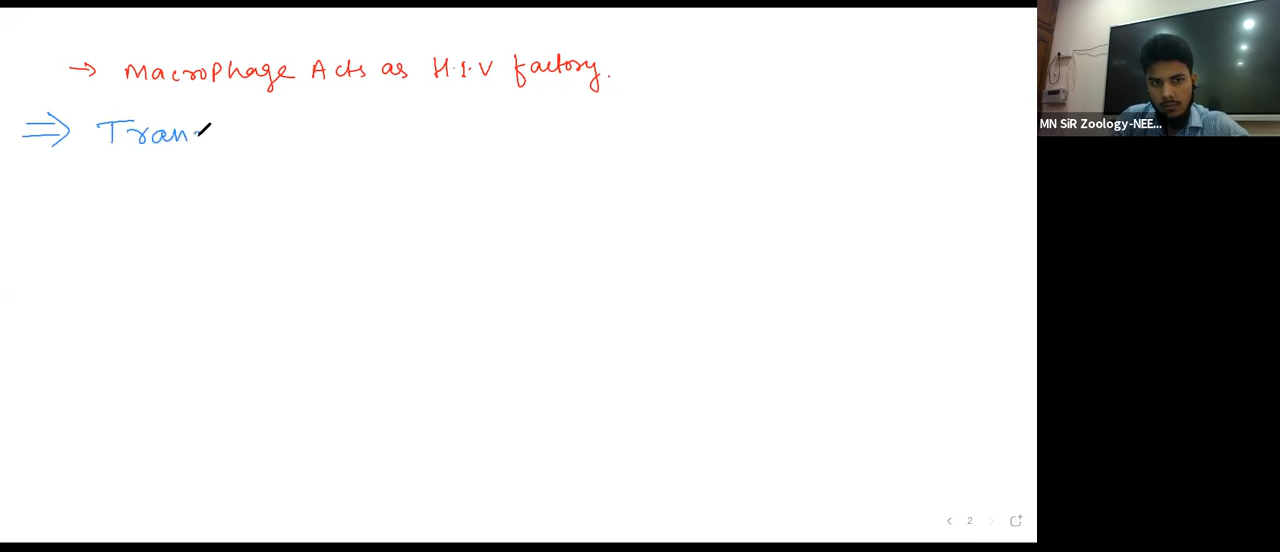 → Macrophage Acts as H.I.V factory.
⇒ Tran
MN SiR Zoology-NEE...
2